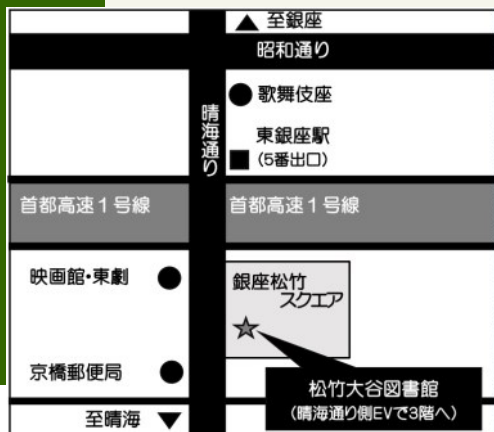 至銀座
昭和通り
歌舞伎座
晴海通り
東銀座駅
(5番出口)
首都高速1号線
首都高速1号線
映画館・東劇
銀座松竹
スクエア
京橋郵便局
松竹大谷図書館
(晴海通り側EVで3階へ)
至晴海